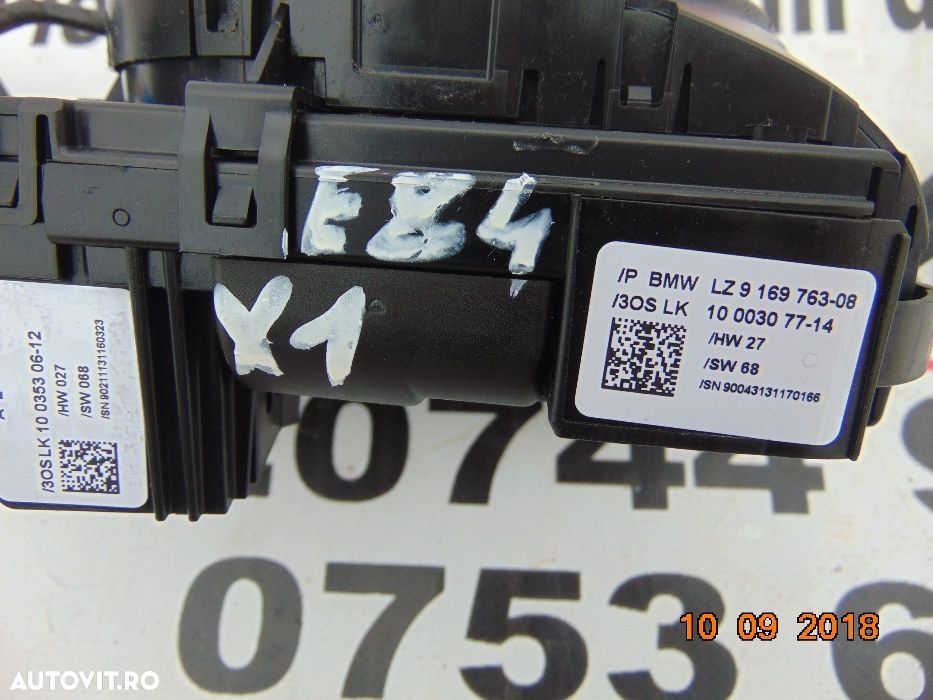 E84
X1
/P BMW LZ 9 169 763-08
/3OS LK 10 0030 77-14
/HW 27
/SW 68
/SN 90043131170166
/3OS LK 10 0353 06-12
/HW 027
/SW 068
/SN 90211131160323
0744
0753
10 09 2018
AUTOVIT.RO